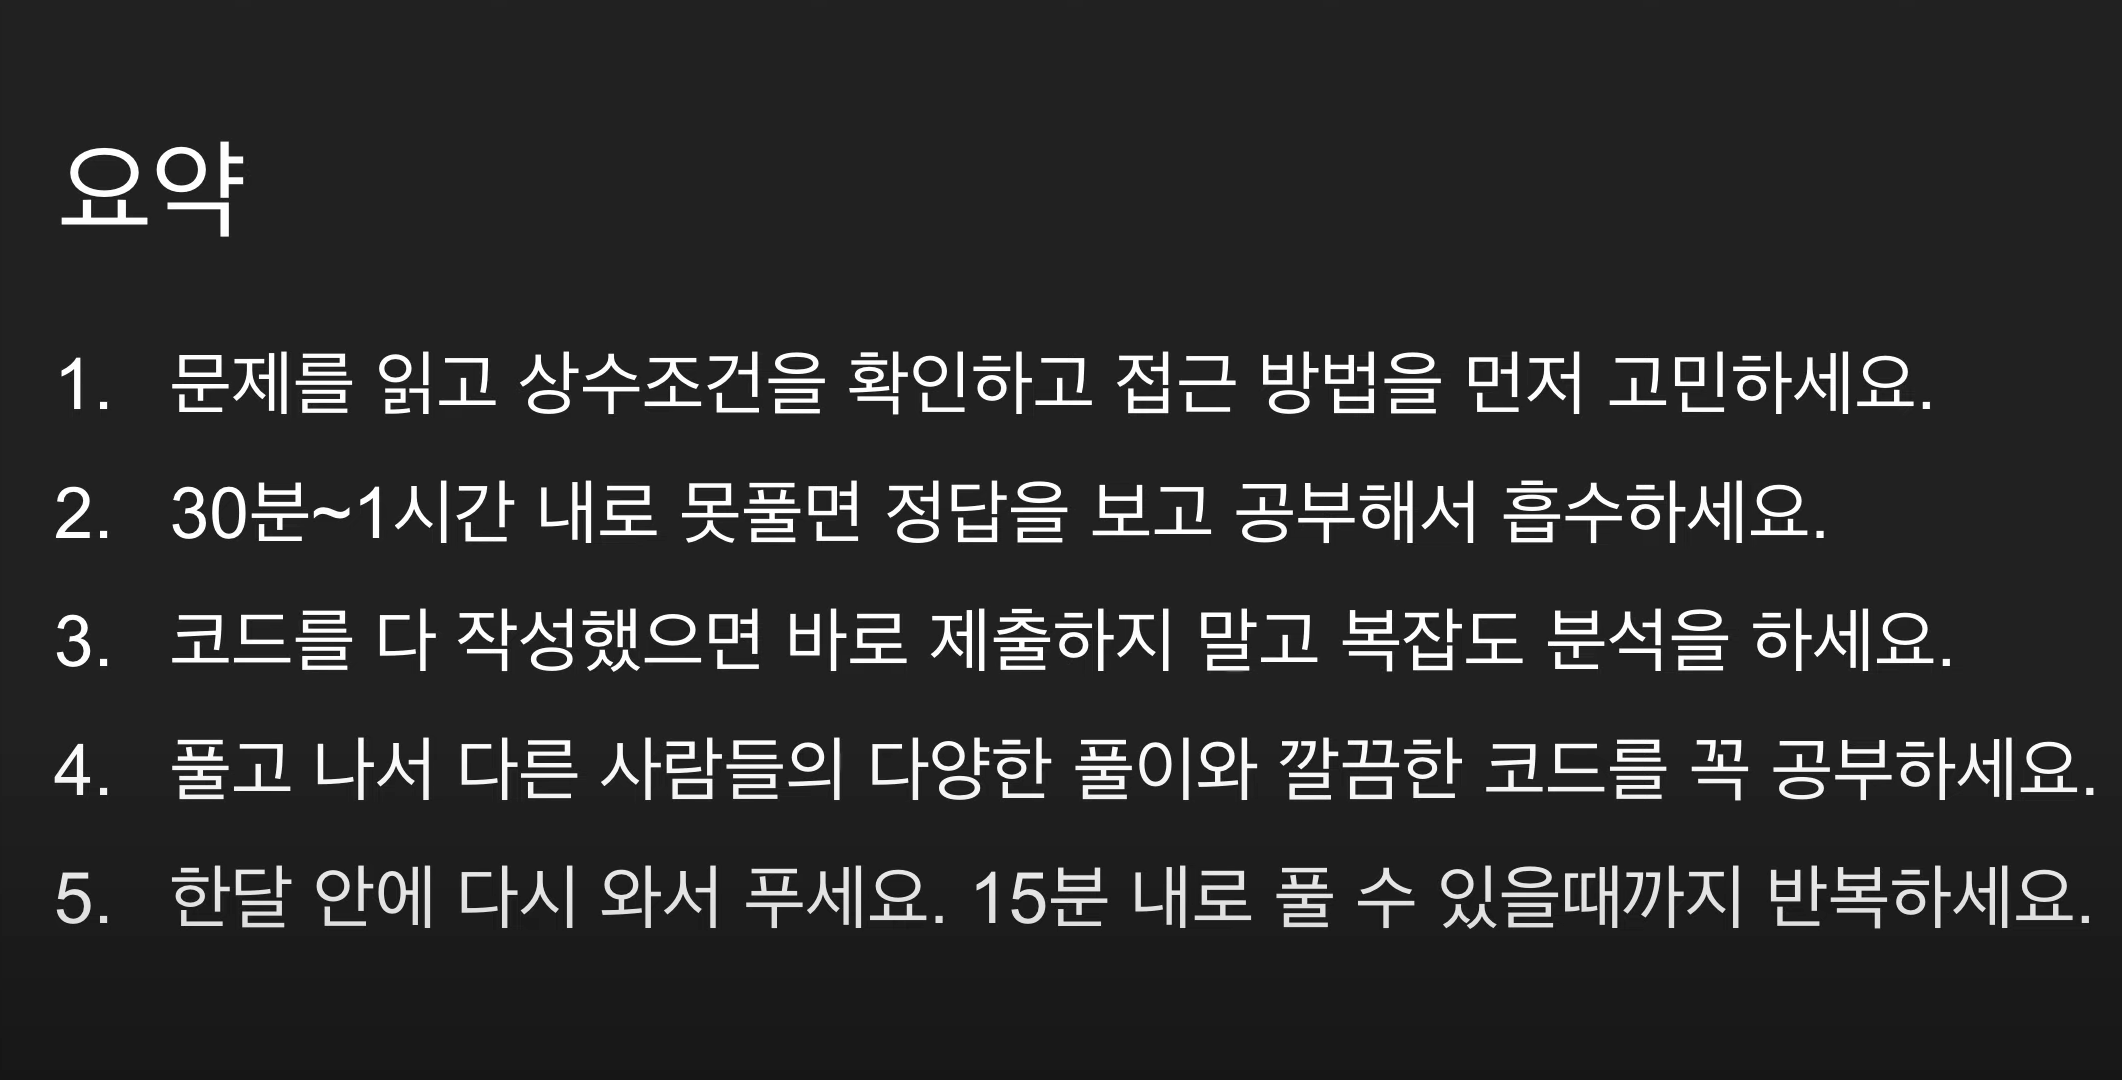 요약
1. 문제를 읽고 상수조건을 확인하고 접근 방법을 먼저 고민하세요.
2. 30분~1시간 내로 못풀면 정답을 보고 공부해서 흡수하세요.
3. 코드를 다 작성했으면 바로 제출하지 말고 복잡도 분석을 하세요.
4. 풀고 나서 다른 사람들의 다양한 풀이와 깔끔한 코드를 꼭 공부하세요.
5. 한달 안에 다시 와서 푸세요. 15분 내로 풀 수 있을때까지 반복하세요.